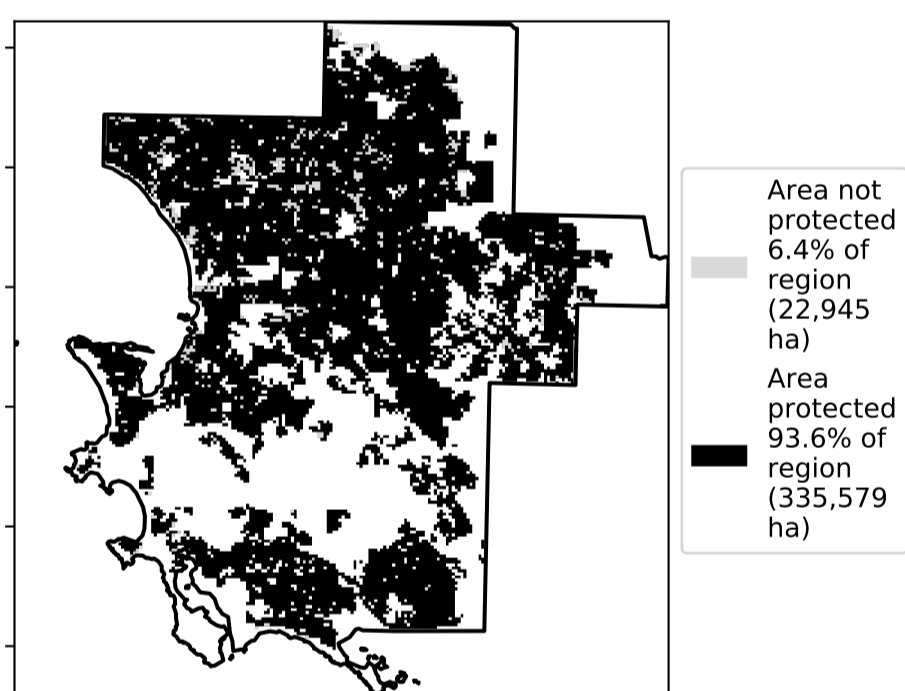 Area not
protected
6.4% of
region
(22,945
ha)
Area
protected
93.6% of
region
(335,579
ha)